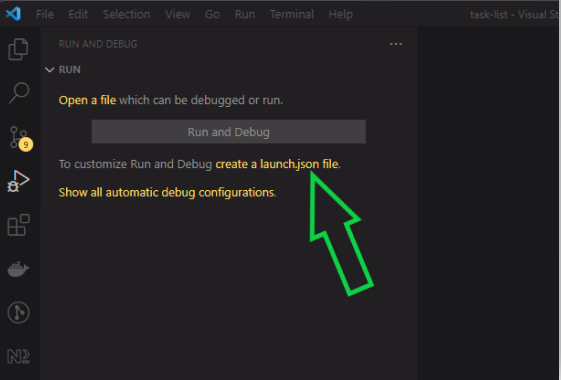 File Edit Selection View Go Run Terminal Help task-list - Visual St
RUN AND DEBUG
RUN
Open a file which can be debugged or run.
Run and Debug
To customize Run and Debug create a launch.json file.
Show all automatic debug configurations.
9